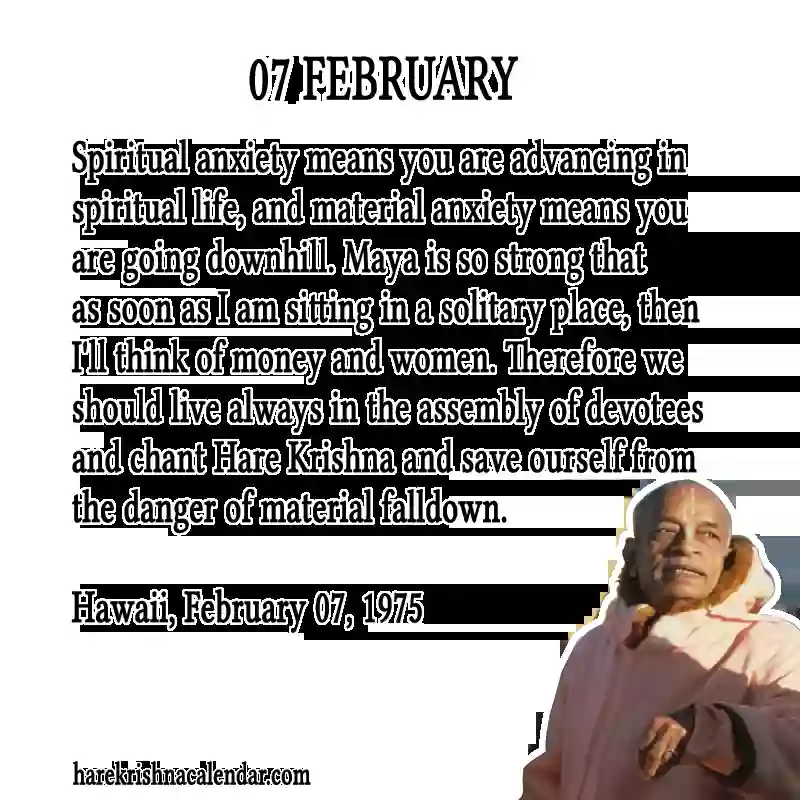 07 FEBRUARY
Spiritual anxiety means you are advancing in
spiritual life, and material anxiety means you
are going downhill. Maya is so strong that
as soon as I am sitting in a solitary place, then
I'll think of money and women. Therefore we
should live always in the assembly of devotees
and chant Hare Krishna and save ourself from
the danger of material falldown.
Hawaii, February 07, 1975
harekrishnacalendar.com